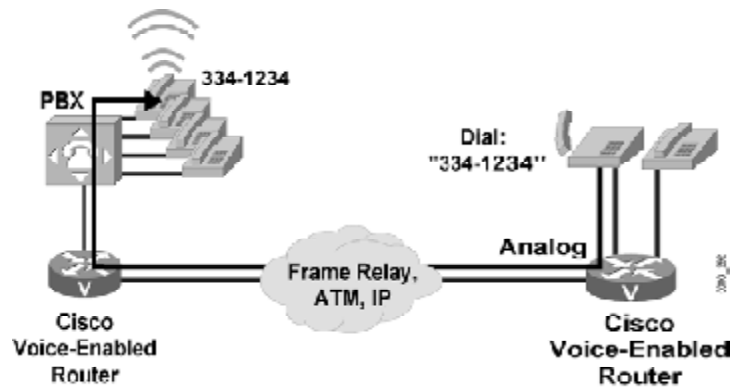 334-1234
PBX
Dial:
"334-1234"
Analog
Frame Relay,
ATM, IP
V
Cisco
Voice-Enabled
Router
V
Cisco
Voice-Enabled
Router